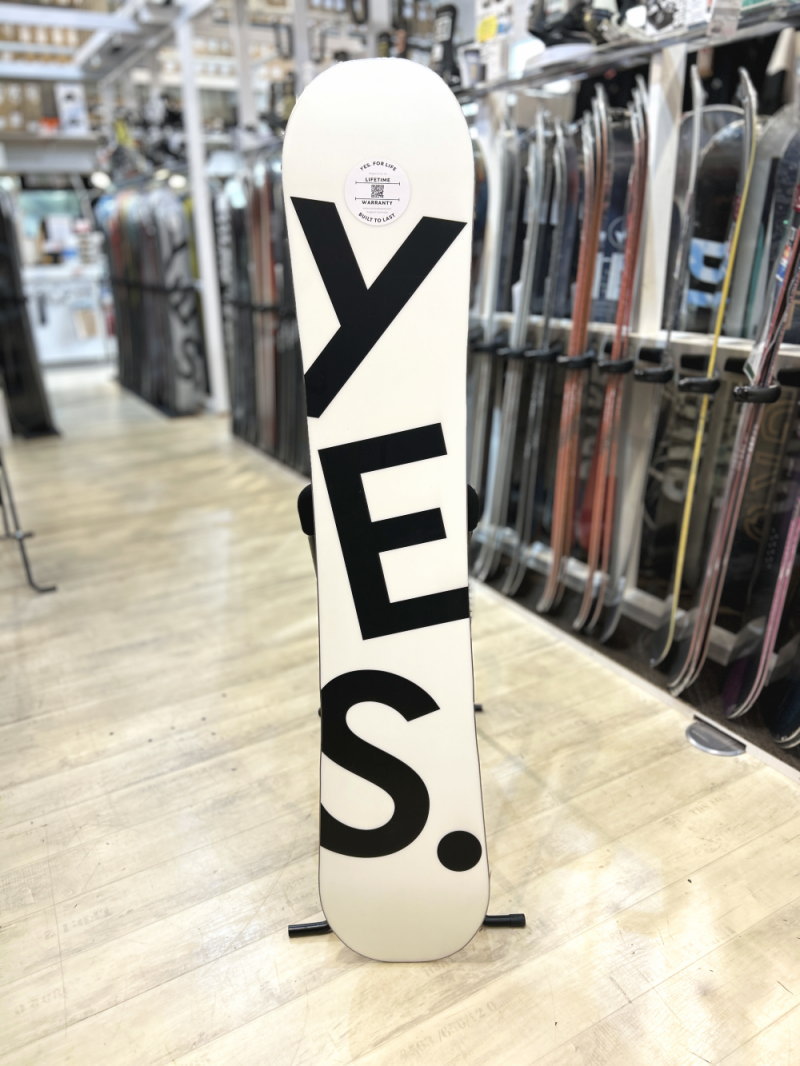 YES. FOR LIFE
LIFETIME
WARRANTY
BUILT TO LAST
YES.